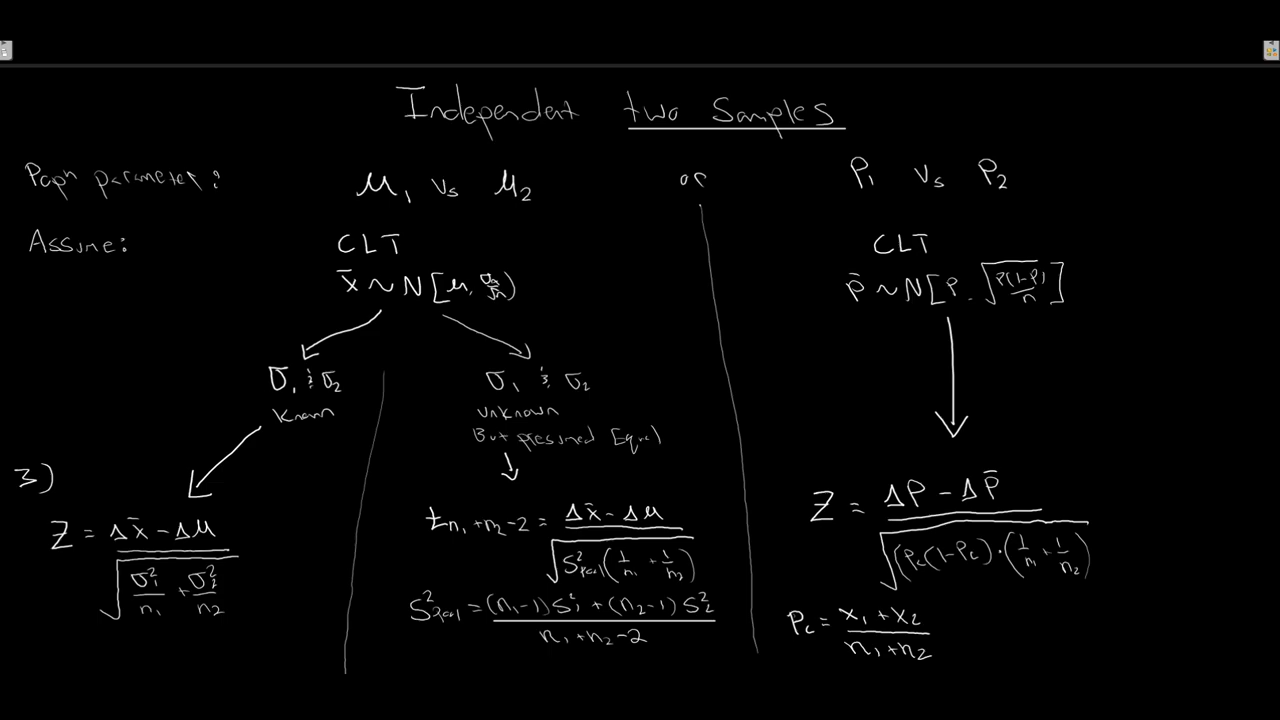 Independent two Samples
Popn parameter: μ1 vs μ2 or P1 vs P2
Assume: CLT CLT
x̄ ~ N[μ, σx/√n) p̄ ~ N[p. √(p(1-p)/n)]
σ1 & σ2
Known
σ1 & σ2
Unknown
But presumed Equal
3)
Z = (Δx̄ - Δμ) / √(σ1²/n1 + σ2²/n2)
t n1+n2-2 = (Δx̄ - Δμ) / √(S²pool(1/n1 + 1/n2))
S²pool = ((n1-1)S1² + (n2-1)S2²) / (n1+n2-2)
Z = (ΔP - Δp̄) / √((Pc(1-Pc)·(1/n1 + 1/n2))
Pc = (x1+x2) / (n1+n2)